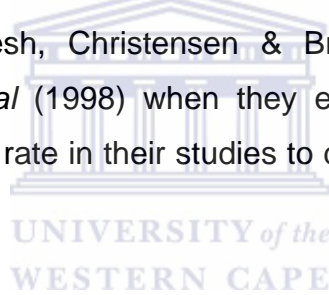 esh, Christensen & Br
al (1998) when they e
rate in their studies to c
UNIVERSITY of the
WESTERN CAPE